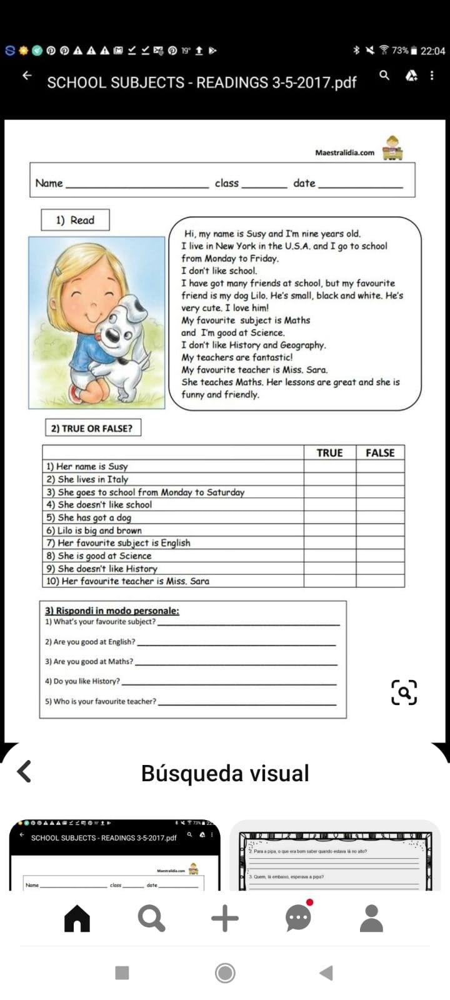 19°
73%
22:04
SCHOOL SUBJECTS - READINGS 3-5-2017.pdf
Maestralidia.com
Name ______ class ______ date ______
1) Read
Hi, my name is Susy and I'm nine years old.
I live in New York in the U.S.A. and I go to school
from Monday to Friday.
I don't like school.
I have got many friends at school, but my favourite
friend is my dog Lilo. He's small, black and white. He's
very cute. I love him!
My favourite subject is Maths
and I'm good at Science.
I don't like History and Geography.
My teachers are fantastic!
My favourite teacher is Miss. Sara.
She teaches Maths. Her lessons are great and she is
funny and friendly.
2) TRUE OR FALSE?
TRUE FALSE
1) Her name is Susy
2) She lives in Italy
3) She goes to school from Monday to Saturday
4) She doesn't like school
5) She has got a dog
6) Lilo is big and brown
7) Her favourite subject is English
8) She is good at Science
9) She doesn't like History
10) Her favourite teacher is Miss. Sara
3) Rispondi in modo personale:
1) What's your favourite subject? ______
2) Are you good at English? ______
3) Are you good at Maths? ______
4) Do you like History? ______
5) Who is your favourite teacher? ______
Búsqueda visual
SCHOOL SUBJECTS - READINGS 3-5-2017.pdf
Maestralidia.com
Name ______ class ______ date ______
2. Para a pipa, o que era bom saber quando estava lá no alto?
3. Quem, lá embaixo, esperava a pipa?